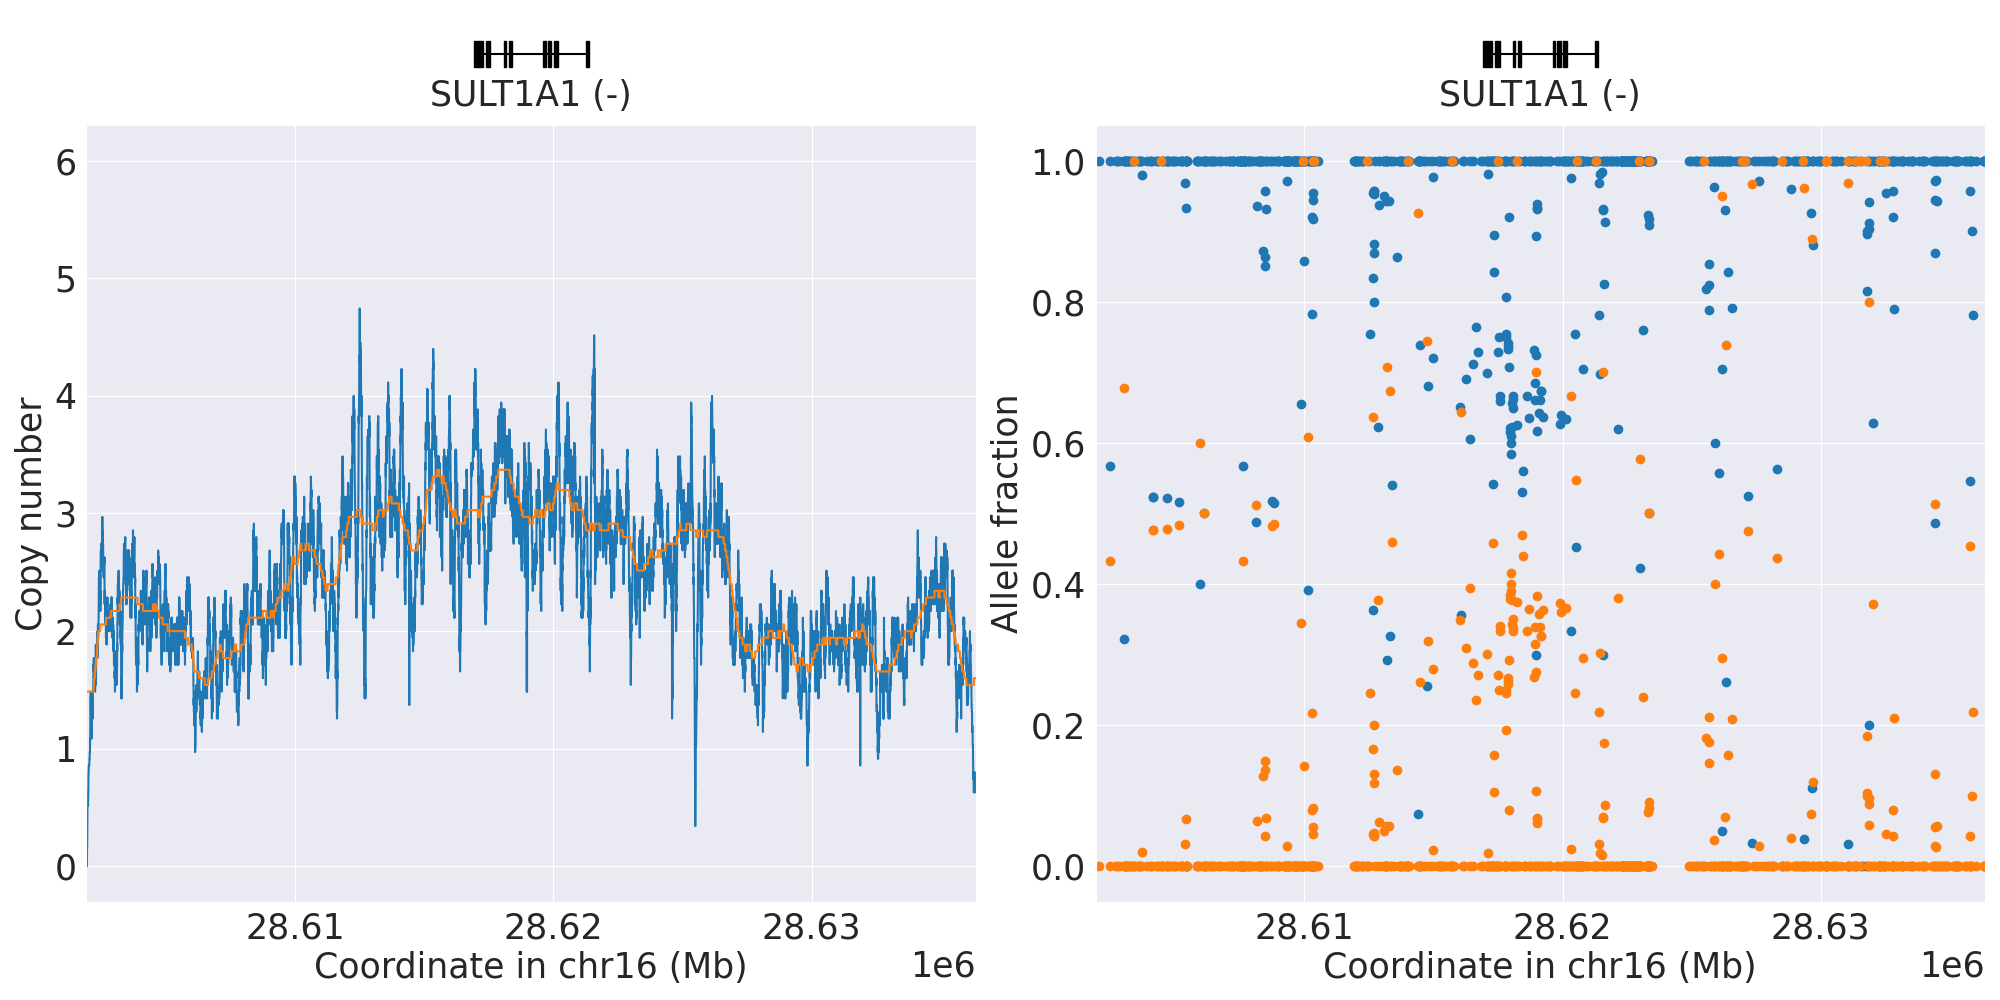 SULT1A1 (-)
6
5
4
3
2
1
0
Copy number
28.61
28.62
28.63
Coordinate in chr16 (Mb)
1e6
SULT1A1 (-)
1.0
0.8
0.6
0.4
0.2
0.0
Allele fraction
28.61
28.62
28.63
Coordinate in chr16 (Mb)
1e6